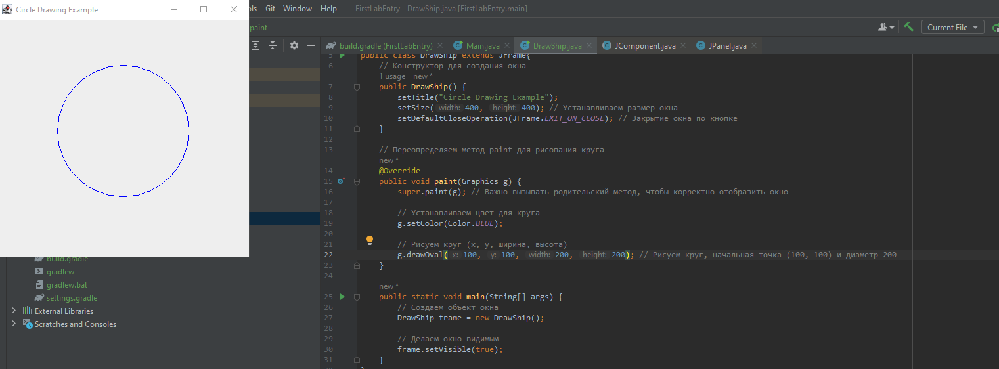 Circle Drawing Example
Git Window Help FirstLabEntry - DrawShip.java [FirstLabEntry.main]
paint
Current File
build.gradle (FirstLabEntry) Main.java DrawShip.java JComponent.java JPanel.java
5 public class DrawShip extends JFrame{
6 // Конструктор для создания окна
1 usage new *
7 public DrawShip() {
8 setTitle("Circle Drawing Example");
9 setSize( width: 400, height: 400); // Устанавливаем размер окна
10 setDefaultCloseOperation(JFrame.EXIT_ON_CLOSE); // Закрытие окна по кнопке
11 }
12
13 // Переопределяем метод paint для рисования круга
new *
14 @Override
15 public void paint(Graphics g) {
16 super.paint(g); // Важно вызывать родительский метод, чтобы корректно отобразить окно
17
18 // Устанавливаем цвет для круга
19 g.setColor(Color.BLUE);
20
21 // Рисуем круг (x, y, ширина, высота)
22 g.drawOval( x: 100, y: 100, width: 200, height: 200); // Рисуем круг, начальная точка (100, 100) и диаметр 200
23 }
24
new *
25 public static void main(String[] args) {
26 // Создаем объект окна
27 DrawShip frame = new DrawShip();
28
29 // Делаем окно видимым
30 frame.setVisible(true);
31 }
build.gradle
gradlew
gradlew.bat
settings.gradle
External Libraries
Scratches and Consoles